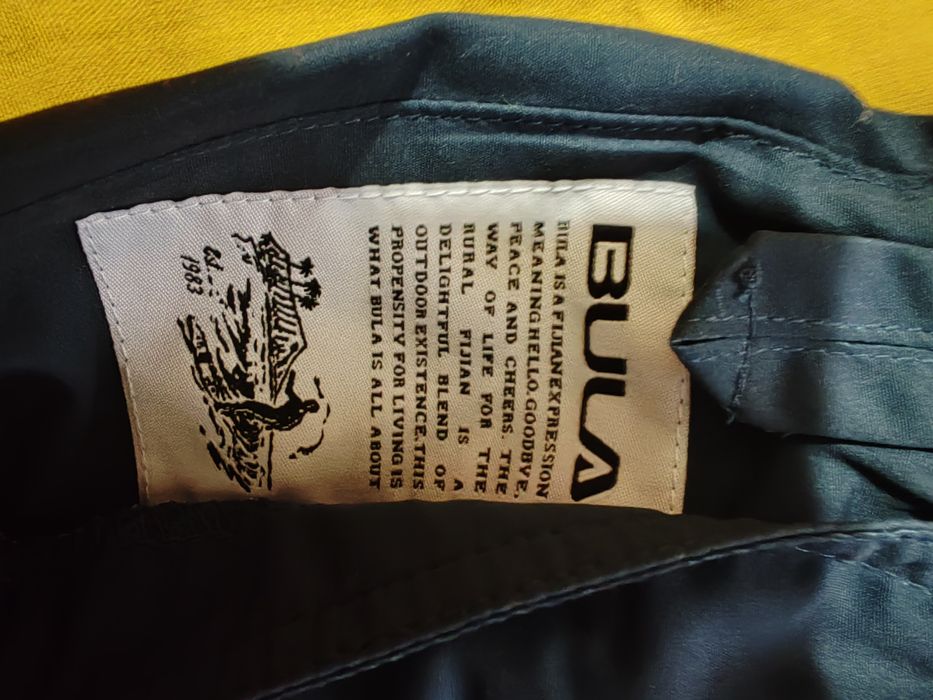 BULA
BULA IS A FIJIAN EXPRESSION
MEANING HELLO, GOODBYE,
PEACE AND CHEERS. THE
WAY OF LIFE FOR THE
RURAL FIJIAN IS A
DELIGHTFUL BLEND OF
OUTDOOR EXISTENCE. THIS
PROPENSITY FOR LIVING IS
WHAT BULA IS ALL ABOUT
Est.
1983